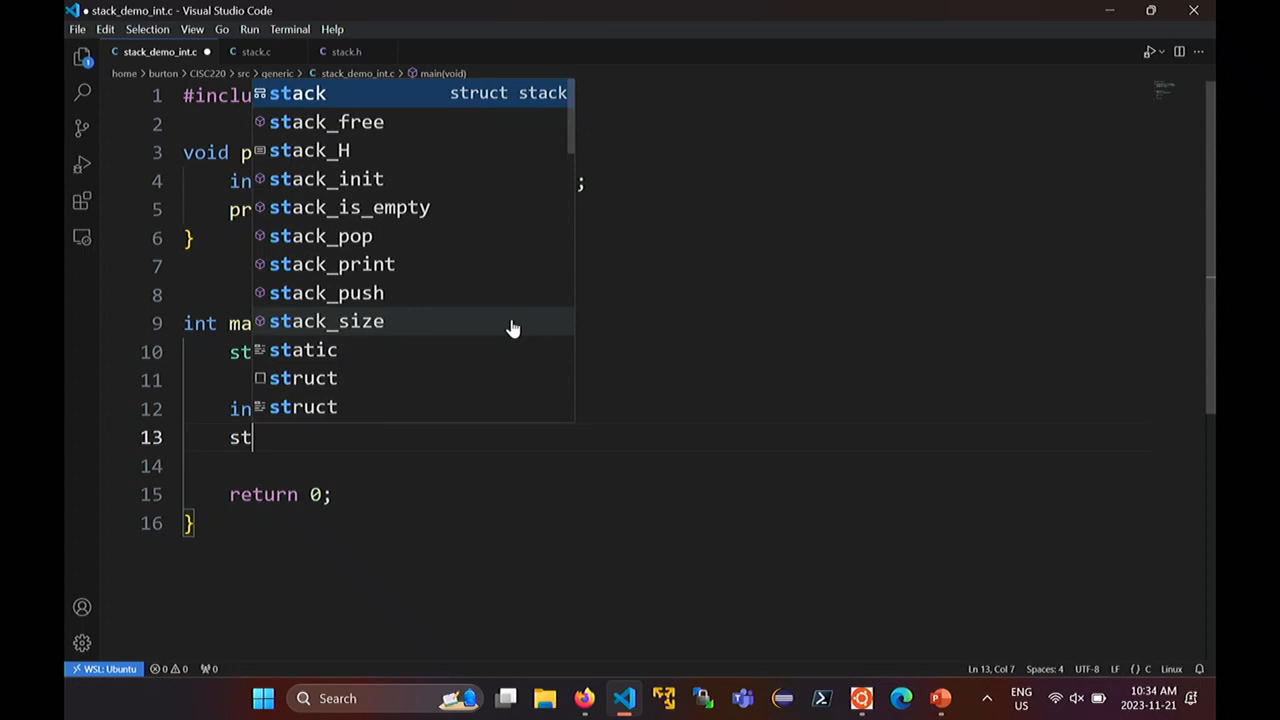 stack_demo_int.c - Visual Studio Code
File Edit Selection View Go Run Terminal Help
stack_demo_int.c stack.c stack.h
home burton CISC220 src generic stack_demo_int.c main(void)
1 #inclu stack struct stack
2 stack_free
3 void p stack_H
4 in stack_init ;
5 pr stack_is_empty
6 } stack_pop
7 stack_print
8 stack_push
9 int ma stack_size
10 st static
11 struct
12 in struct
13 st
14
15 return 0;
16 }
WSL: Ubuntu 0 0 0 Ln 13, Col 7 Spaces: 4 UTF-8 LF {} C Linux
Search ENG US 10:34 AM 2023-11-21